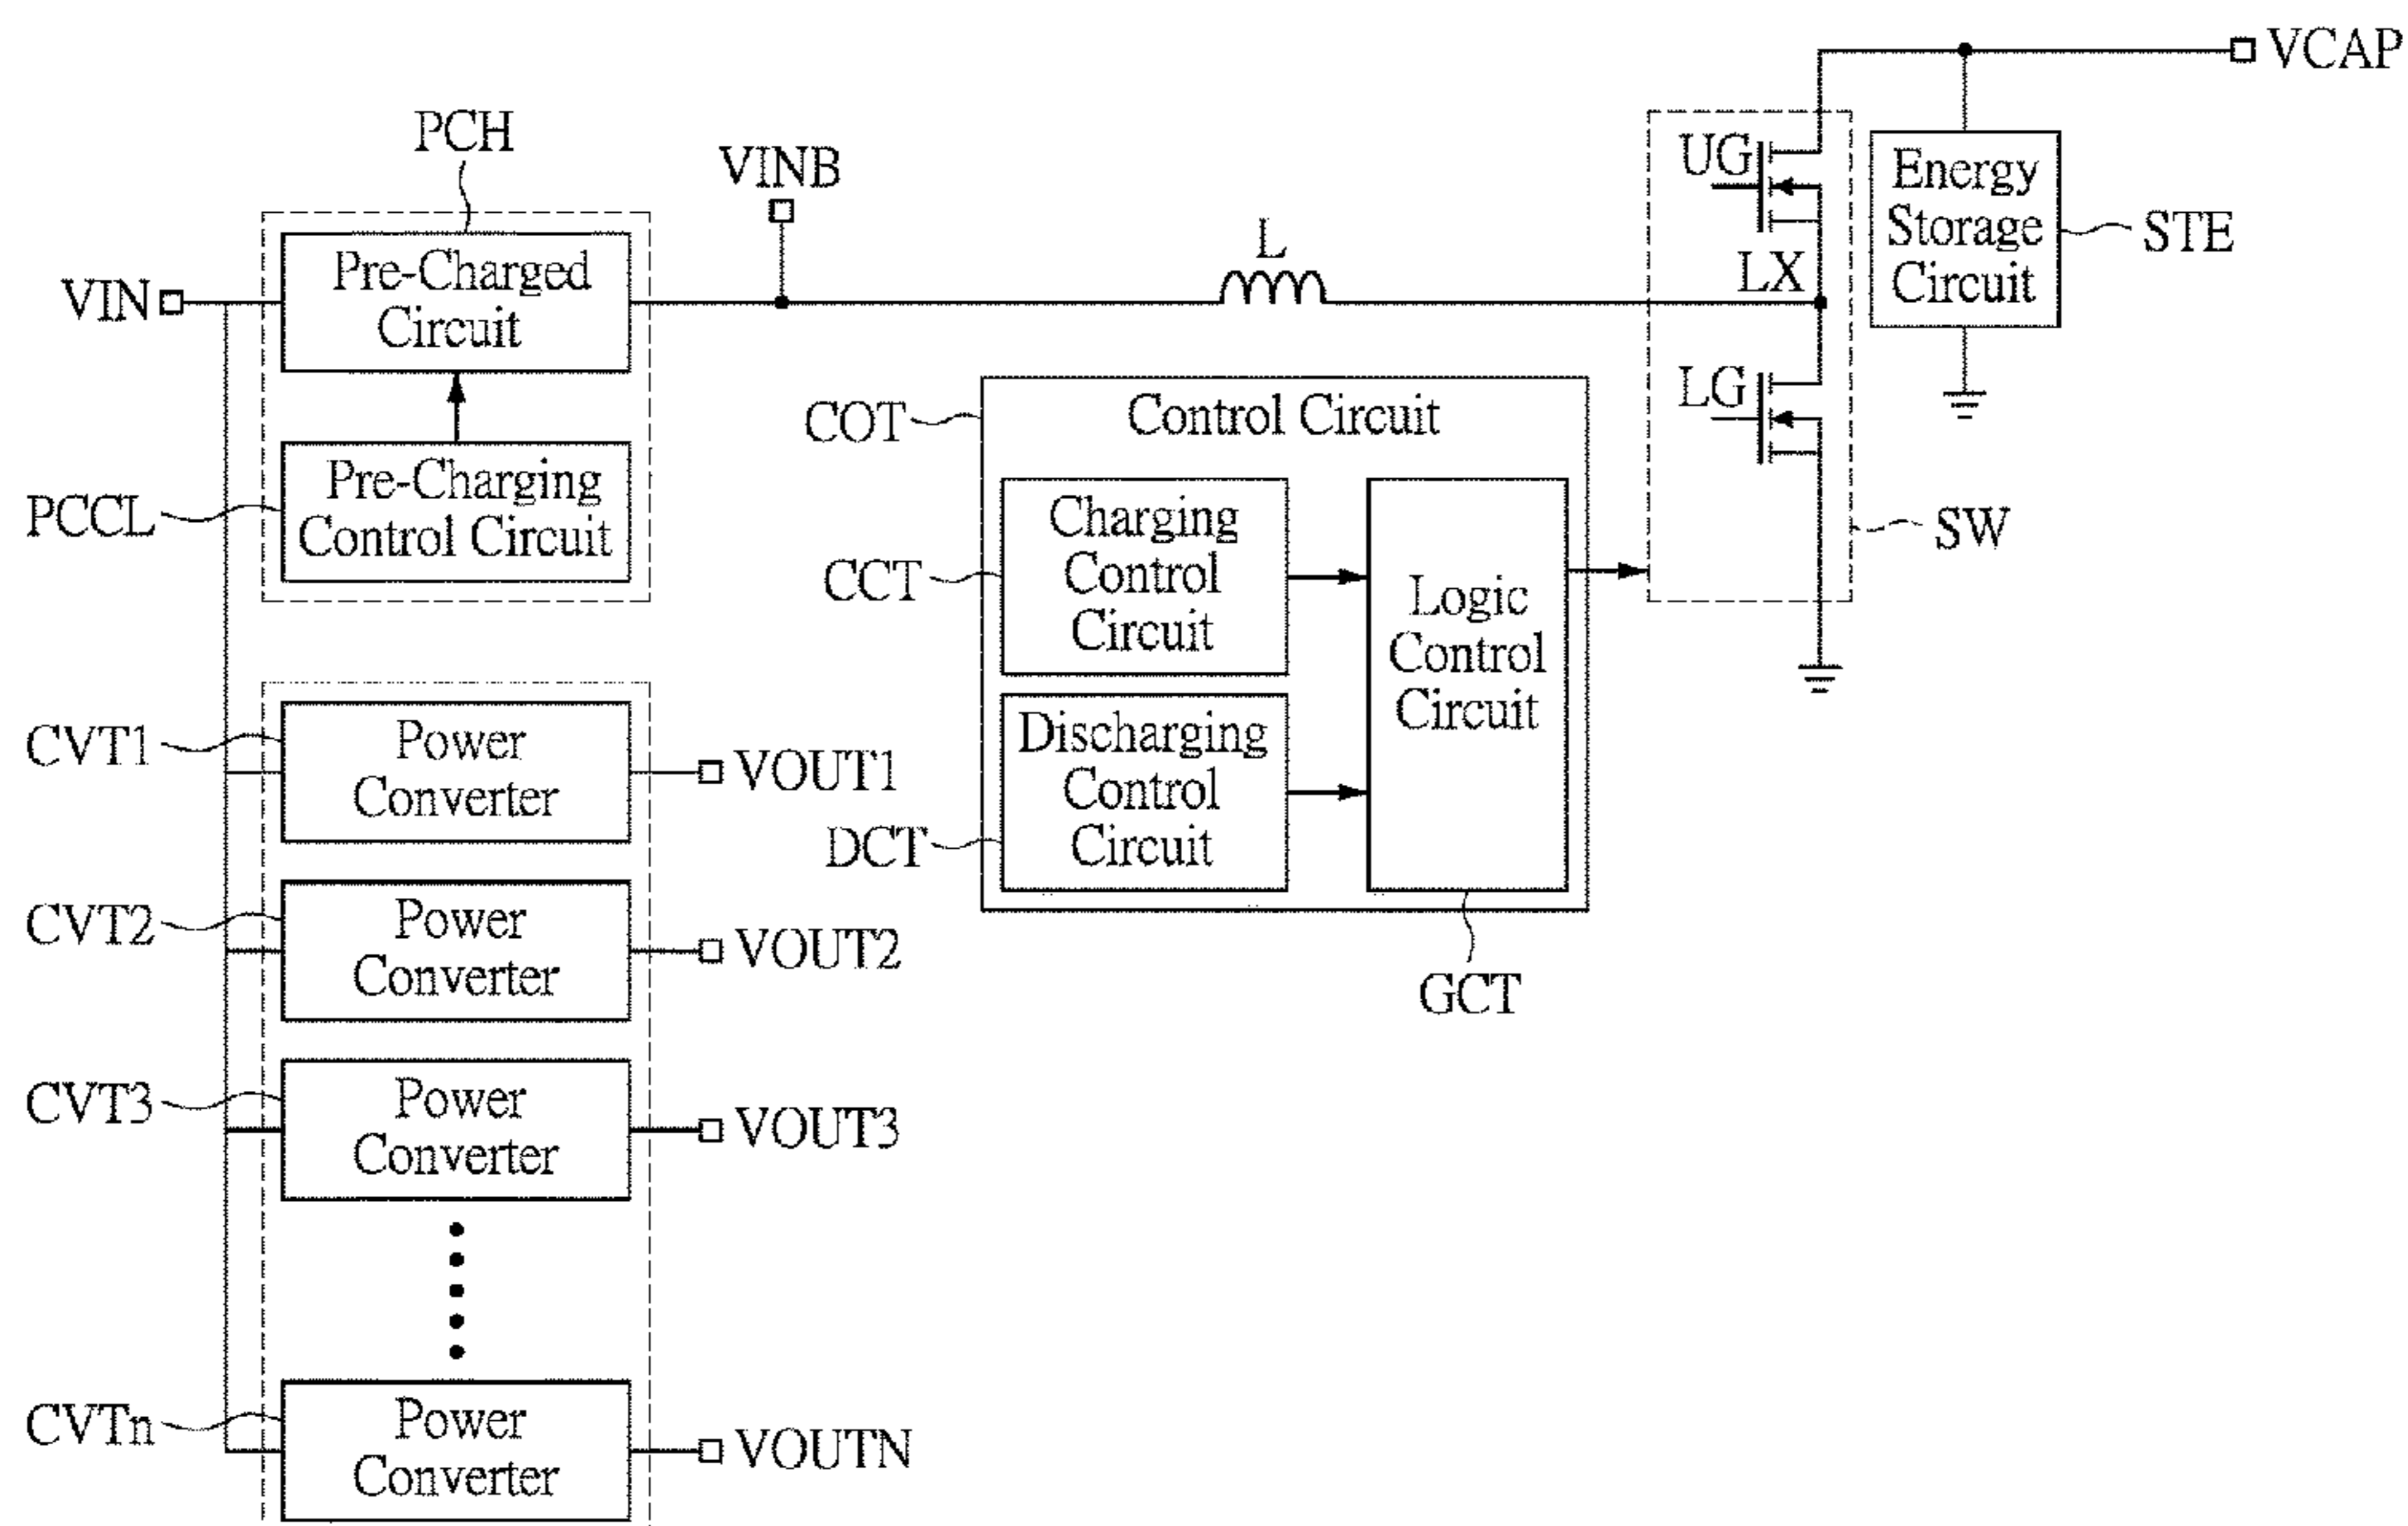 VCAP
PCH
VINB
UG
Energy
Storage
Circuit
STE
VIN
Pre-Charged
Circuit
L
LX
COT
Control Circuit
LG
PCCL
Pre-Charging
Control Circuit
CCT
Charging
Control
Circuit
Logic
Control
Circuit
SW
DCT
Discharging
Control
Circuit
GCT
CVT1
Power
Converter
VOUT1
CVT2
Power
Converter
VOUT2
CVT3
Power
Converter
VOUT3
CVTn
Power
Converter
VOUTN